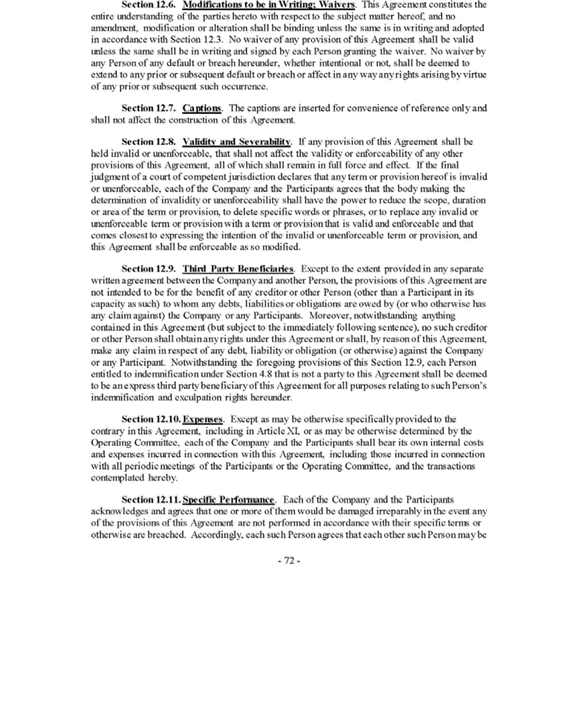 Section 12.6. Modifications to be in Writing; Waivers. This Agreement constitutes the
entire understanding of the parties hereto with respect to the subject matter hereof, and no
amendment, modification or alteration shall be binding unless the same is in writing and adopted
in accordance with Section 12.3. No waiver of any provision of this Agreement shall be valid
unless the same shall be in writing and signed by each Person granting the waiver. No waiver by
any Person of any default or breach hereunder, whether intentional or not, shall be deemed to
extend to any prior or subsequent default or breach or affect in any way any rights arising by virtue
of any prior or subsequent such occurrence.
Section 12.7. Captions. The captions are inserted for convenience of reference only and
shall not affect the construction of this Agreement.
Section 12.8. Validity and Severability. If any provision of this Agreement shall be
held invalid or unenforceable, that shall not affect the validity or enforceability of any other
provisions of this Agreement, all of which shall remain in full force and effect. If the final
judgment of a court of competent jurisdiction declares that any term or provision hereof is invalid
or unenforceable, each of the Company and the Participants agrees that the body making the
determination of invalidity or unenforceability shall have the power to reduce the scope, duration
or area of the term or provision, to delete specific words or phrases, or to replace any invalid or
unenforceable term or provision with a term or provision that is valid and enforceable and that
comes closest to expressing the intention of the invalid or unenforceable term or provision, and
this Agreement shall be enforceable as so modified.
Section 12.9. Third Party Beneficiaries. Except to the extent provided in any separate
written agreement between the Company and another Person, the provisions of this Agreement are
not intended to be for the benefit of any creditor or other Person (other than a Participant in its
capacity as such) to whom any debts, liabilities or obligations are owed by (or who otherwise has
any claim against) the Company or any Participants. Moreover, notwithstanding anything
contained in this Agreement (but subject to the immediately following sentence), no such creditor
or other Person shall obtain any rights under this Agreement or shall, by reason of this Agreement,
make any claim in respect of any debt, liability or obligation (or otherwise) against the Company
or any Participant. Notwithstanding the foregoing provisions of this Section 12.9, each Person
entitled to indemnification under Section 4.8 that is not a party to this Agreement shall be deemed
to be an express third party beneficiary of this Agreement for all purposes relating to such Person's
indemnification and exculpation rights hereunder.
Section 12.10. Expenses. Except as may be otherwise specifically provided to the
contrary in this Agreement, including in Article XI, or as may be otherwise determined by the
Operating Committee, each of the Company and the Participants shall bear its own internal costs
and expenses incurred in connection with this Agreement, including those incurred in connection
with all periodic meetings of the Participants or the Operating Committee, and the transactions
contemplated hereby.
Section 12.11. Specific Performance. Each of the Company and the Participants
acknowledges and agrees that one or more of them would be damaged irreparably in the event any
of the provisions of this Agreement are not performed in accordance with their specific terms or
otherwise are breached. Accordingly, each such Person agrees that each other such Person may be
- 72 -